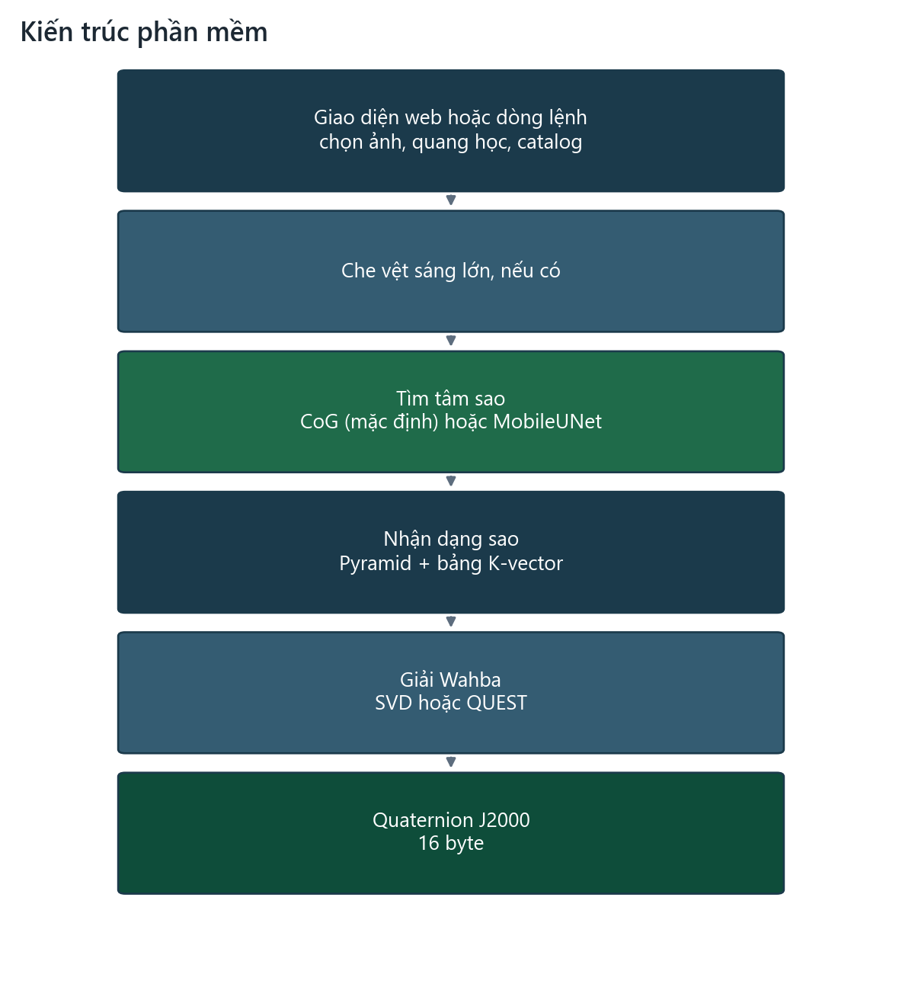 Kiến trúc phần mềm
Giao diện web hoặc dòng lệnh
chọn ảnh, quang học, catalog
Che vệt sáng lớn, nếu có
Tìm tâm sao
CoG (mặc định) hoặc MobileUNet
Nhận dạng sao
Pyramid + bảng K-vector
Giải Wahba
SVD hoặc QUEST
Quaternion J2000
16 byte